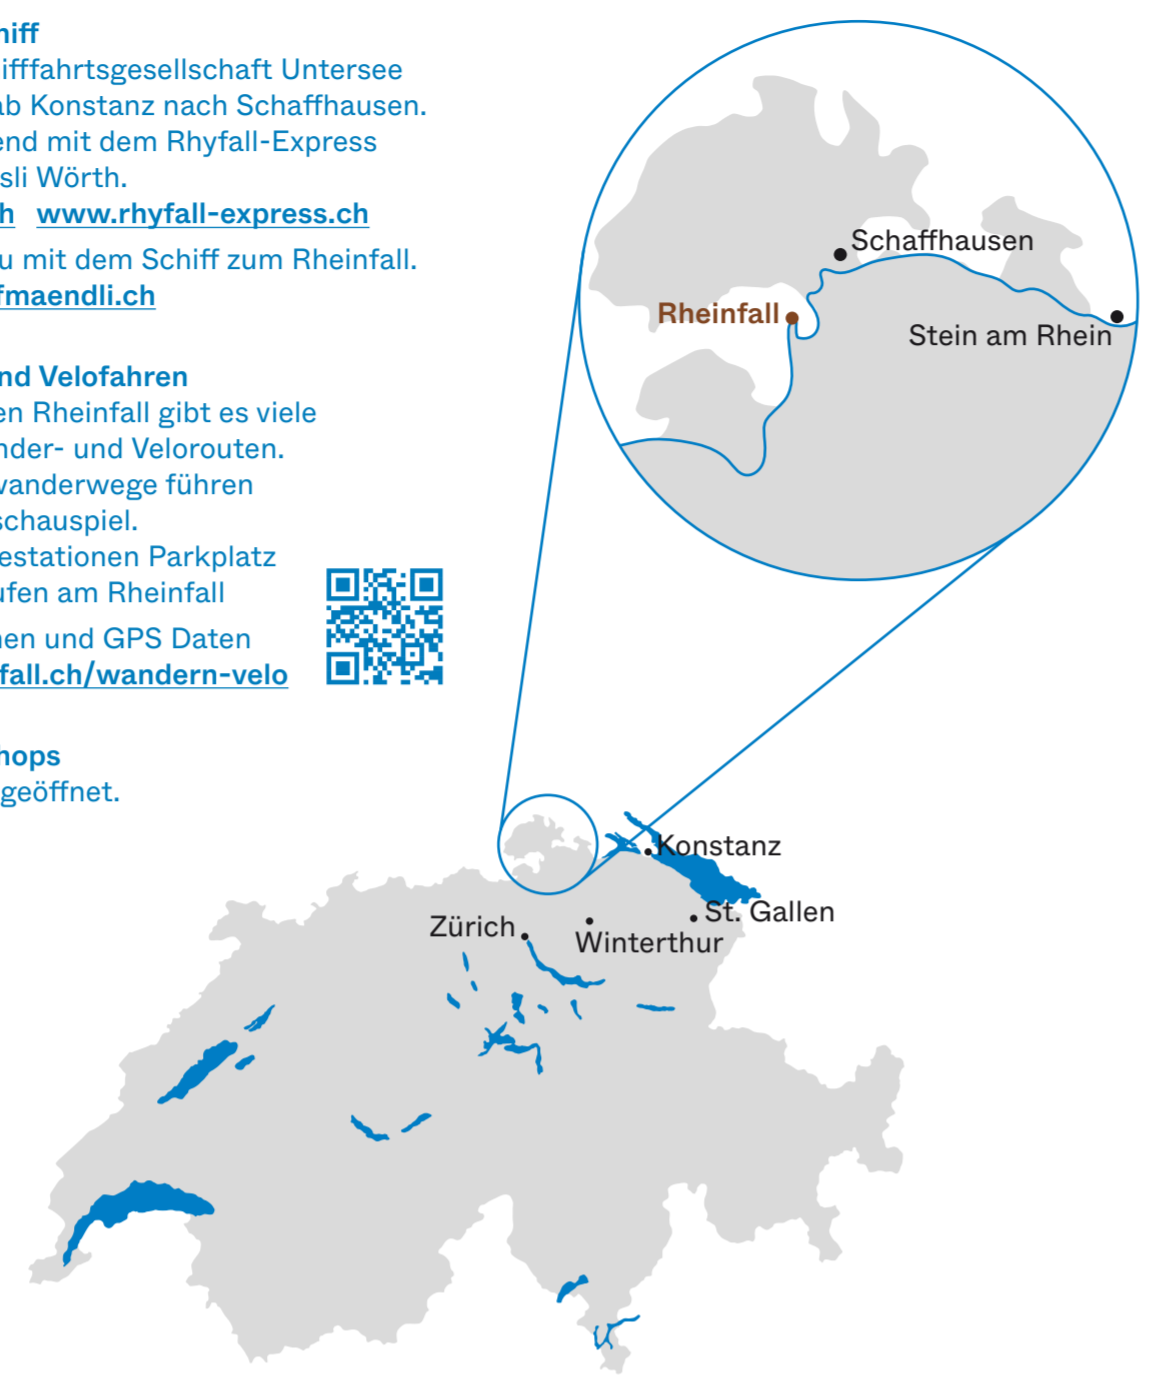 hiff
ifffahrtsgesellschaft Untersee
ab Konstanz nach Schaffhausen.
end mit dem Rhyfall-Express
sli Wörth.
h www.rhyfall-express.ch
u mit dem Schiff zum Rheinfall.
fmaendli.ch
nd Velofahren
en Rheinfall gibt es viele
nder- und Velorouten.
wanderwege führen
schauspiel.
estationen Parkplatz
ufen am Rheinfall
nen und GPS Daten
fall.ch/wandern-velo
hops
geöffnet.
Schaffhausen
Rheinfall
Stein am Rhein
Konstanz
St. Gallen
Zürich
Winterthur